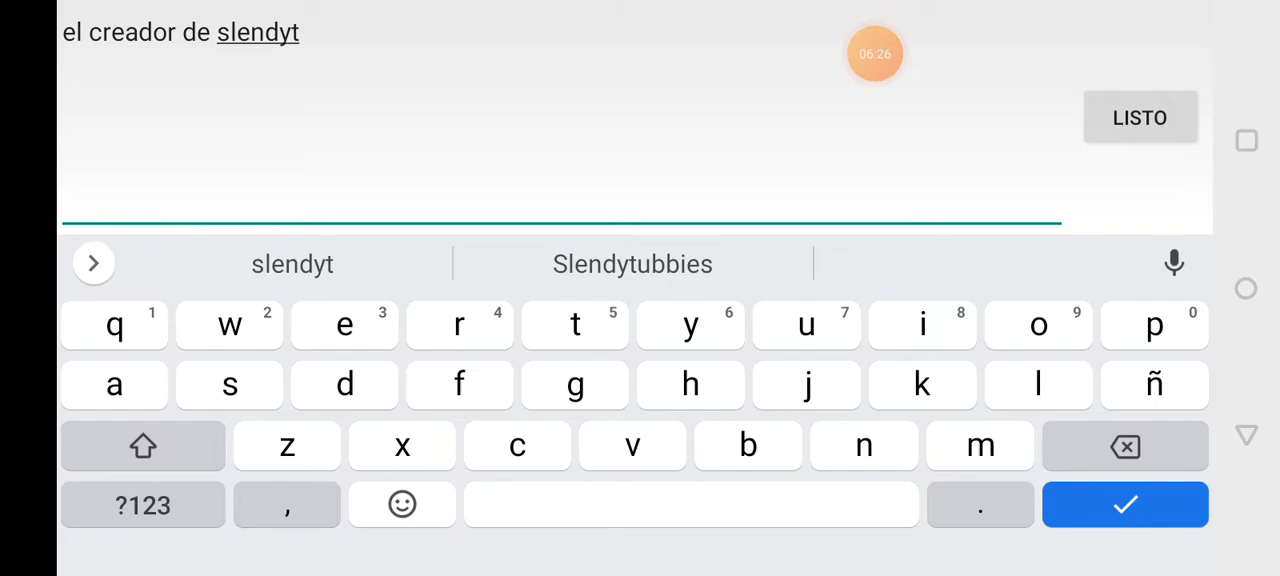 el creador de slendyt
06:26
LISTO
slendyt Slendytubbies
q 1 w 2 e 3 r 4 t 5 y 6 u 7 i 8 o 9 p 0
a s d f g h j k l ñ
z x c v b n m
?123 , .